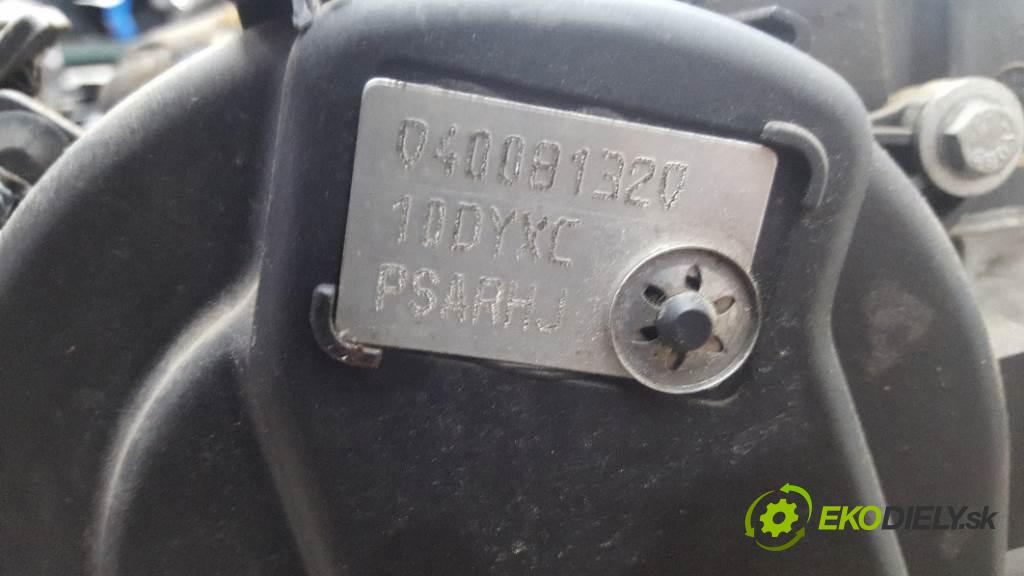 040081320
10DYXC
PSARHJ
EKODIELY.sk